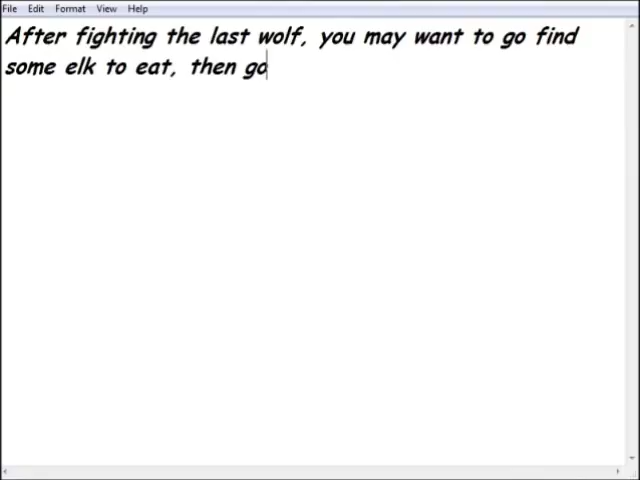 File Edit Format View Help
After fighting the last wolf, you may want to go find
some elk to eat, then go